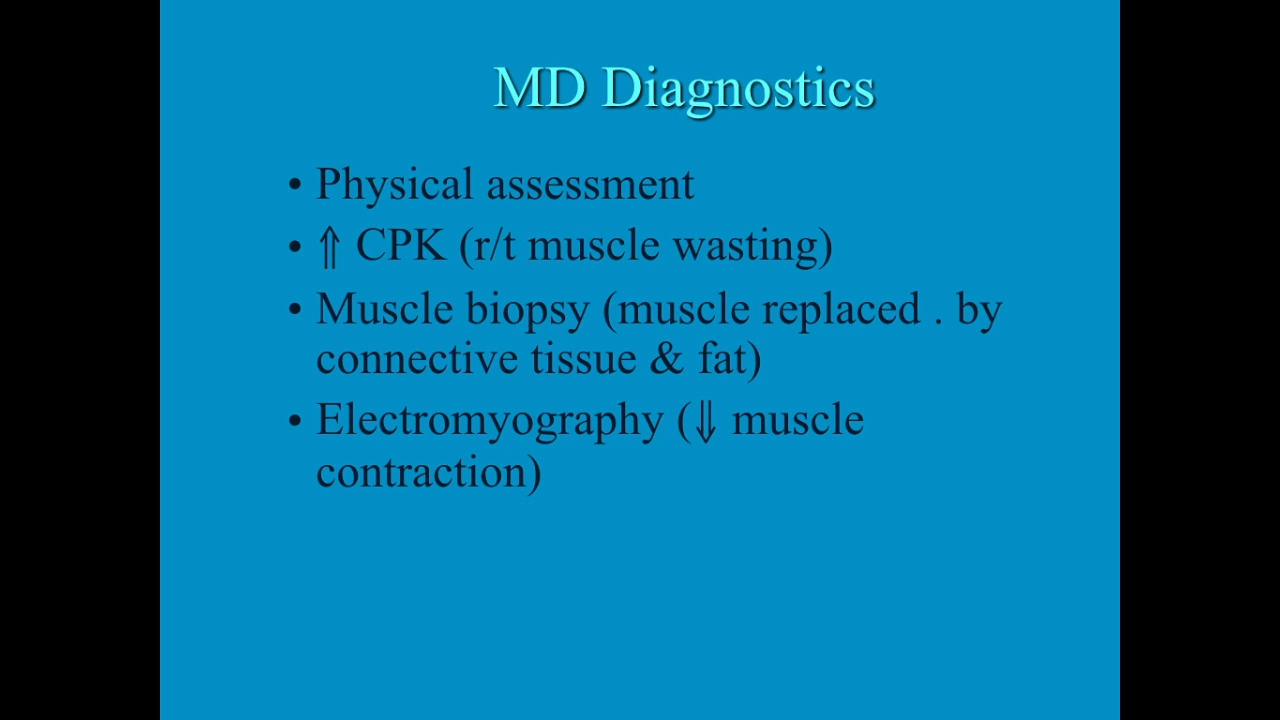 MD Diagnostics
• Physical assessment
• ⇑ CPK (r/t muscle wasting)
• Muscle biopsy (muscle replaced . by
connective tissue & fat)
• Electromyography (⇓ muscle
contraction)